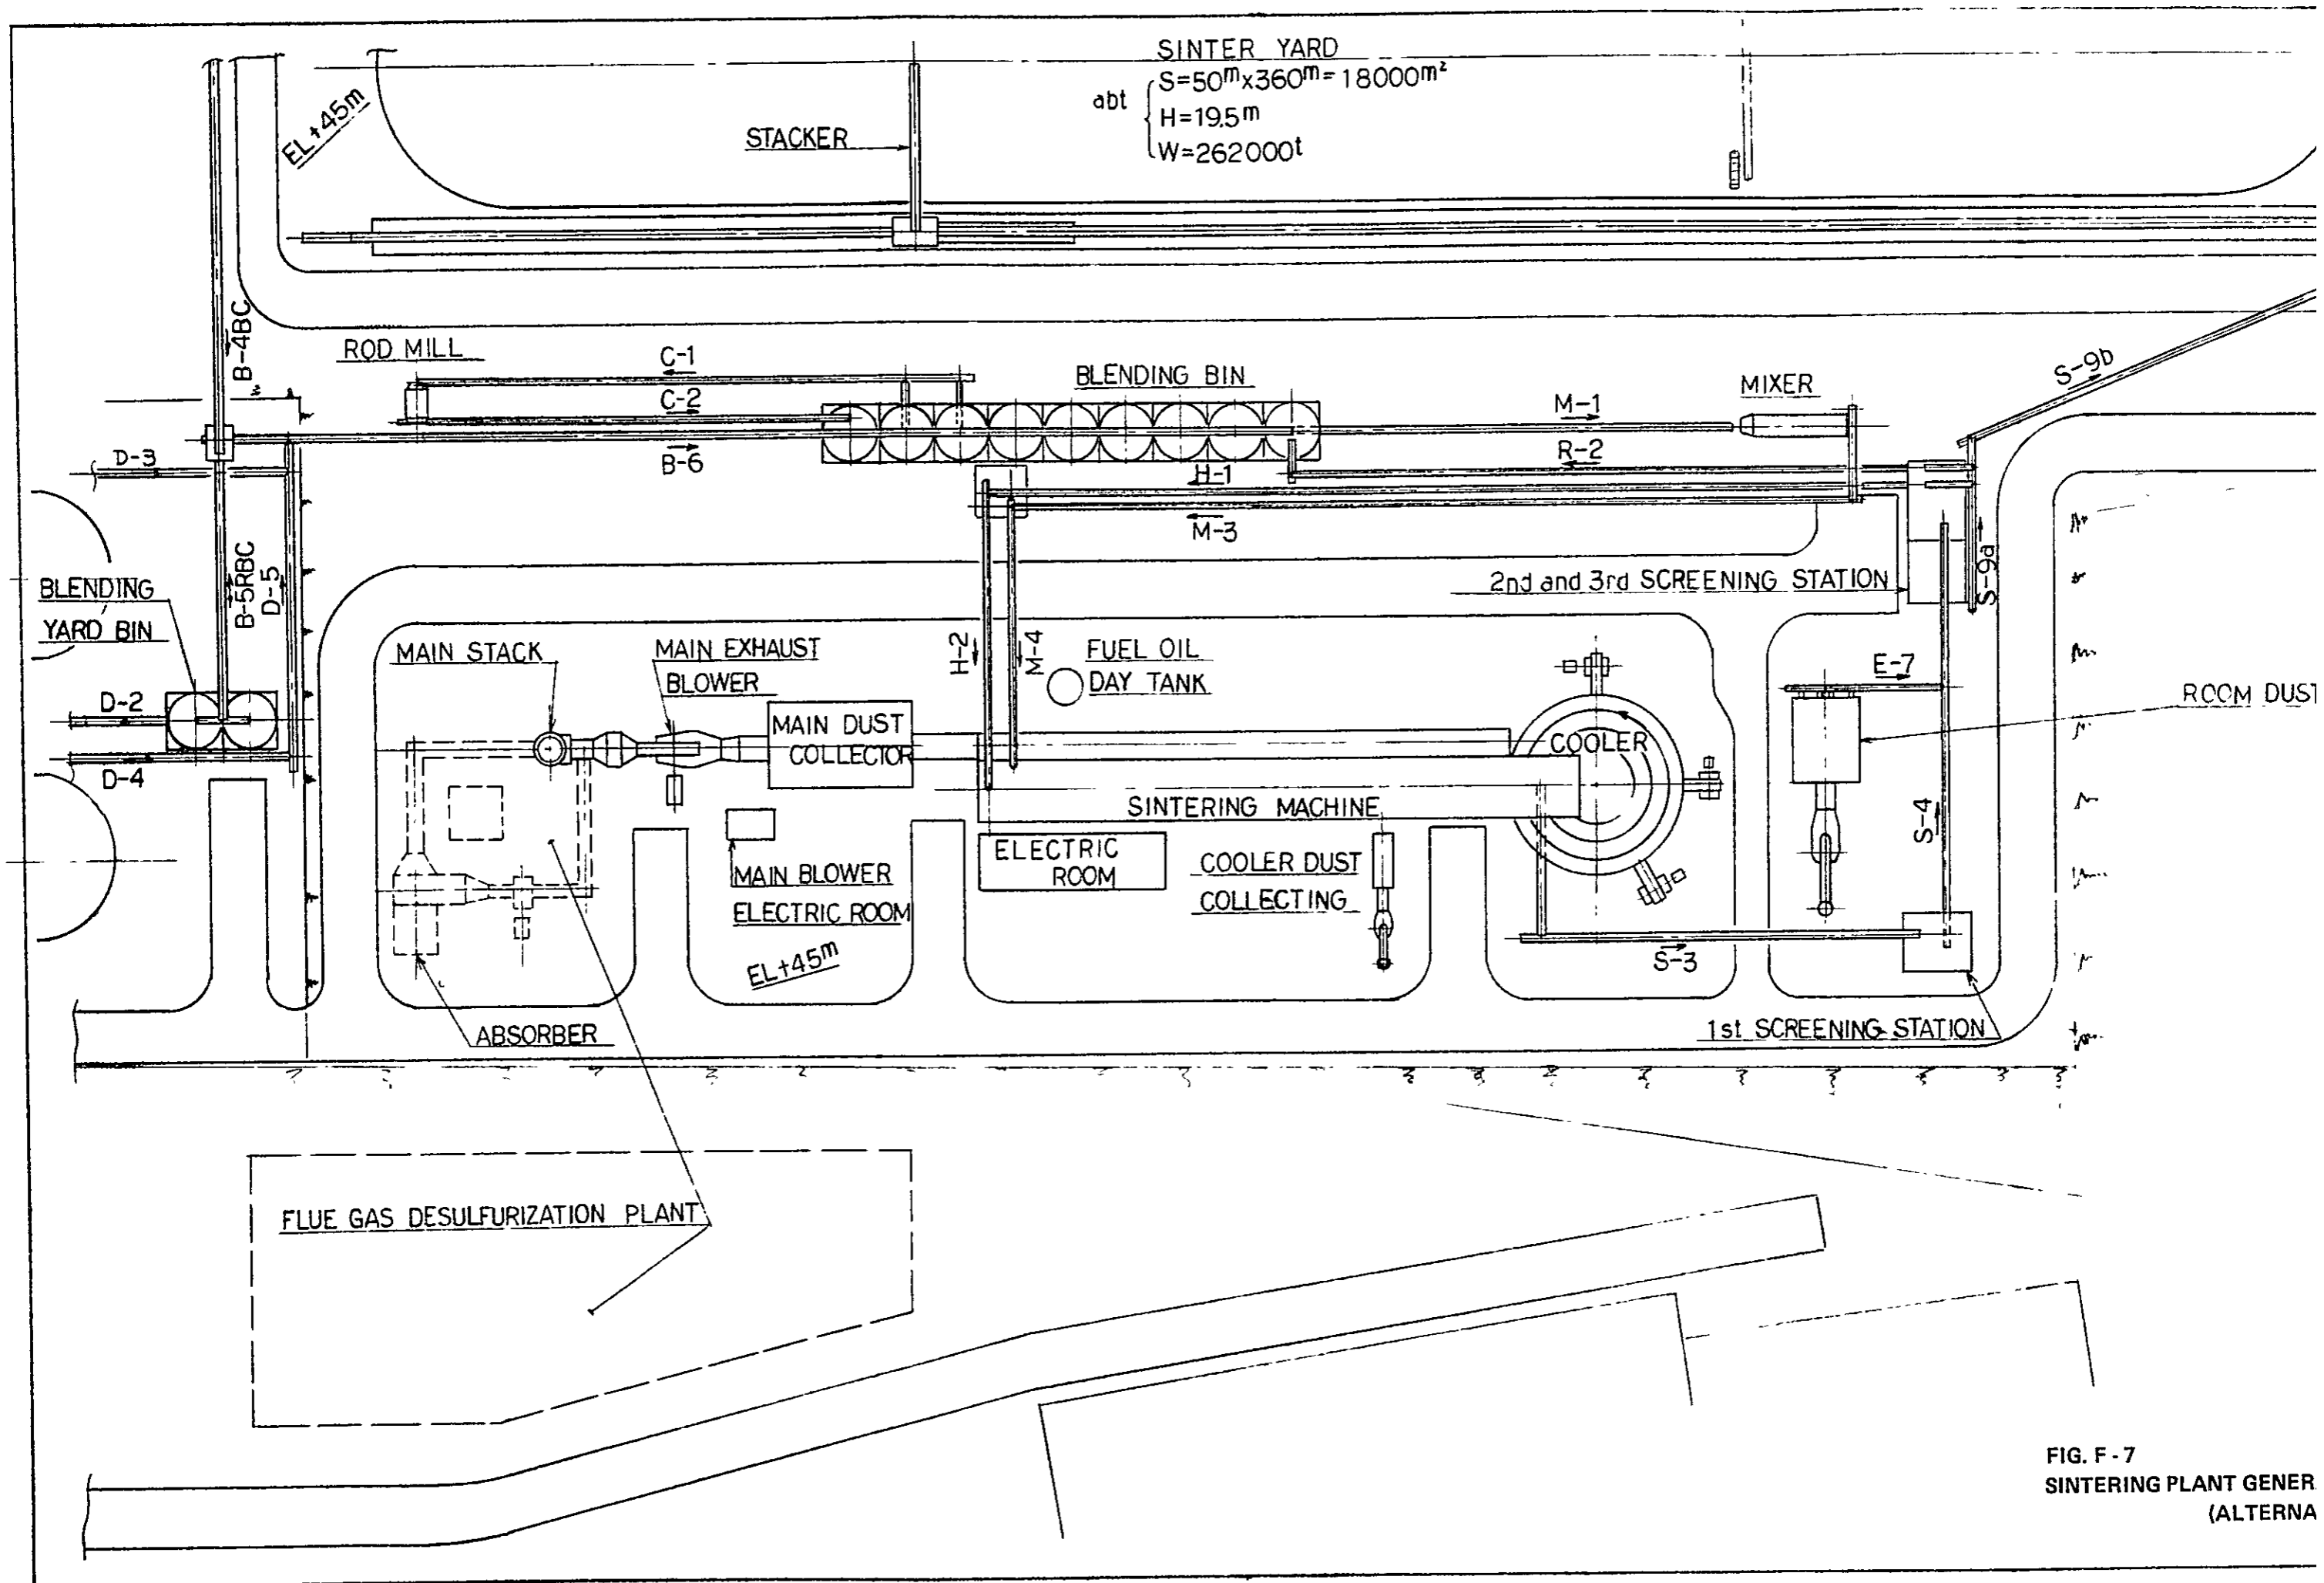 SINTER YARD
abt
S=50m x360m = 18000m²
H=19.5m
W=262000t
EL+45m
STACKER
B-4BC
ROD MILL
C-1
C-2
BLENDING BIN
MIXER
M-1
S-9b
B-6
R-2
H-1
M-3
D-3
B-5RBC
D-5
BLENDING
YARD BIN
D-2
D-4
2nd and 3rd SCREENING STATION
S-9a
MAIN STACK
MAIN EXHAUST
BLOWER
H-2
M-4
FUEL OIL
DAY TANK
E-7
ROOM DUST
MAIN DUST
COLLECTOR
COOLER
SINTERING MACHINE
S-4
ELECTRIC
ROOM
MAIN BLOWER
ELECTRIC ROOM
COOLER DUST
COLLECTING
EL+45m
S-3
ABSORBER
1st SCREENING STATION
FLUE GAS DESULFURIZATION PLANT
FIG. F - 7
SINTERING PLANT GENER
(ALTERNA